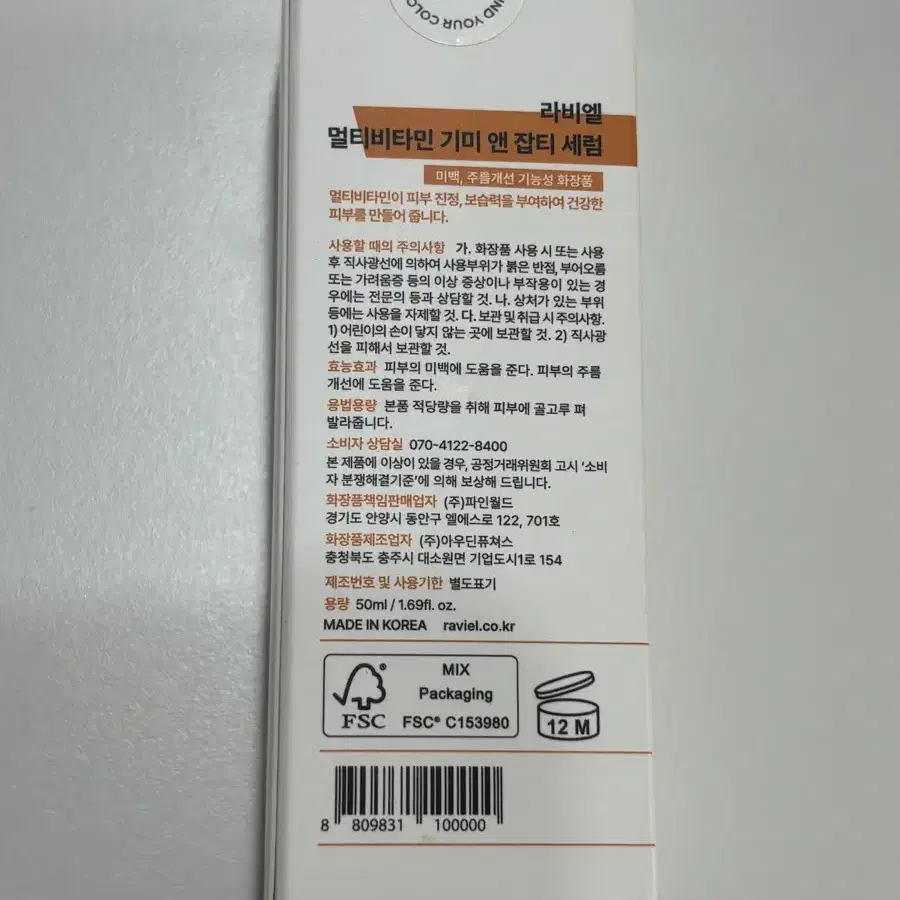 IND YOUR COLO
라비엘
멀티비타민 기미 앤 잡티 세럼
미백, 주름개선 기능성 화장품
멀티비타민이 피부 진정, 보습력을 부여하여 건강한
피부를 만들어 줍니다.
사용할 때의 주의사항 가. 화장품 사용 시 또는 사용
후 직사광선에 의하여 사용부위가 붉은 반점, 부어오름
또는 가려움증 등의 이상 증상이나 부작용이 있는 경
우에는 전문의 등과 상담할 것. 나. 상처가 있는 부위
등에는 사용을 자제할 것. 다. 보관 및 취급 시 주의사항.
1) 어린이의 손이 닿지 않는 곳에 보관할 것. 2) 직사광
선을 피해서 보관할 것.
효능효과 피부의 미백에 도움을 준다. 피부의 주름
개선에 도움을 준다.
용법용량 본품 적당량을 취해 피부에 골고루 펴
발라줍니다.
소비자 상담실 070-4122-8400
본 제품에 이상이 있을 경우, 공정거래위원회 고시 '소비
자 분쟁해결기준'에 의해 보상해 드립니다.
화장품책임판매업자 (주)파인월드
경기도 안양시 동안구 엘에스로 122, 701호
화장품제조업자 (주)아우딘퓨쳐스
충청북도 충주시 대소원면 기업도시1로 154
제조번호 및 사용기한 별도표기
용량 50ml / 1.69fl. oz.
MADE IN KOREA raviel.co.kr
MIX
Packaging
FSC FSC® C153980
12 M
8 809831 100000